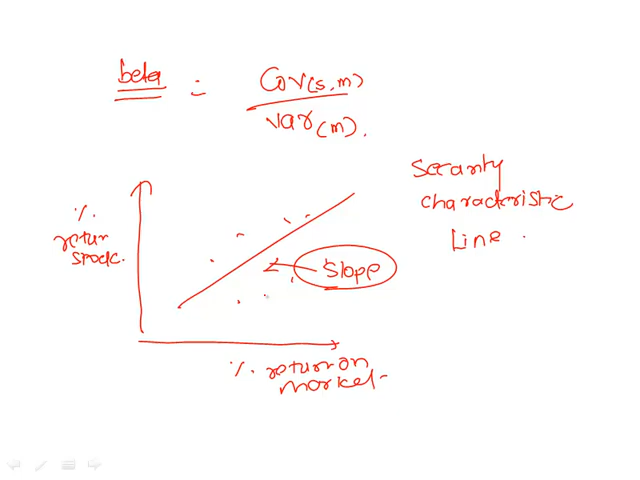 beta = Cov(s,m)
var(m).
Security
characteristic
Line.
%
return
stock.
slope
% return on
market